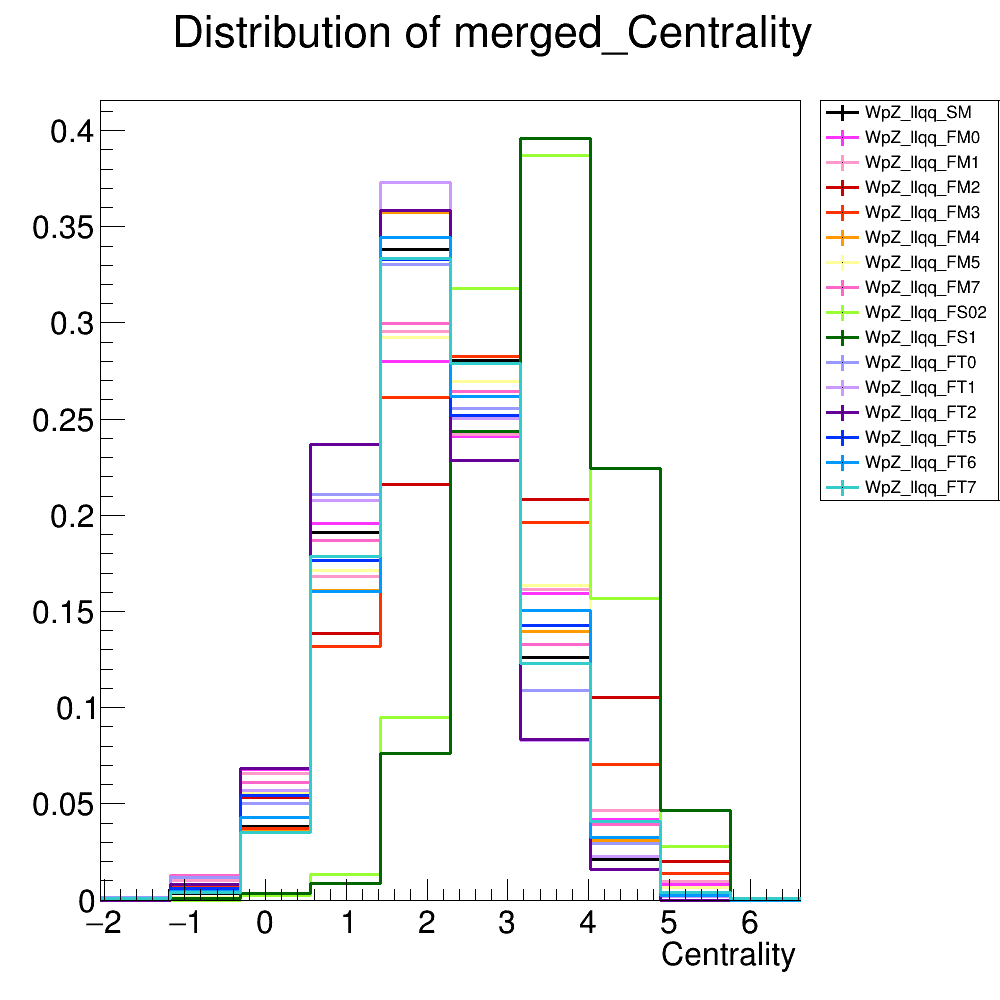 Distribution of merged_Centrality
0.4
0.35
0.3
0.25
0.2
0.15
0.1
0.05
0
−2 −1 0 1 2 3 4 5 6
Centrality
WpZ_llqq_SM
WpZ_llqq_FM0
WpZ_llqq_FM1
WpZ_llqq_FM2
WpZ_llqq_FM3
WpZ_llqq_FM4
WpZ_llqq_FM5
WpZ_llqq_FM7
WpZ_llqq_FS02
WpZ_llqq_FS1
WpZ_llqq_FT0
WpZ_llqq_FT1
WpZ_llqq_FT2
WpZ_llqq_FT5
WpZ_llqq_FT6
WpZ_llqq_FT7